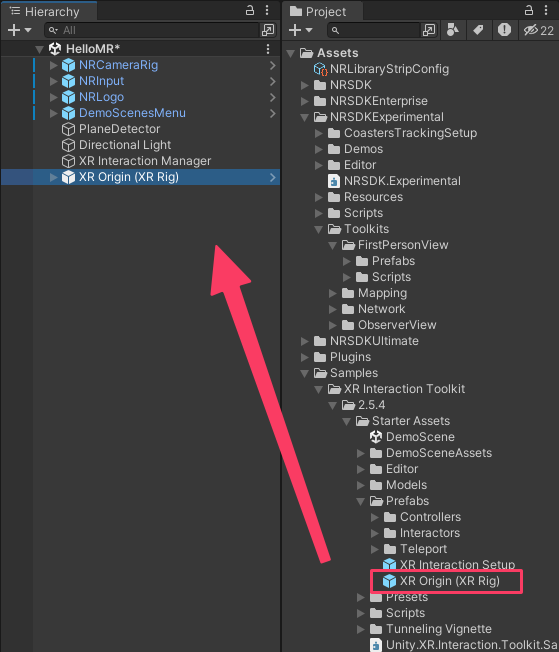 Hierarchy
All
HelloMR*
NRCameraRig
NRInput
NRLogo
DemoScenesMenu
PlaneDetector
Directional Light
XR Interaction Manager
XR Origin (XR Rig)
Project
22
Assets
NRLibraryStripConfig
NRSDK
NRSDKEnterprise
NRSDKExperimental
CoastersTrackingSetup
Demos
Editor
NRSDK.Experimental
Resources
Scripts
Toolkits
FirstPersonView
Prefabs
Scripts
Mapping
Network
ObserverView
NRSDKUltimate
Plugins
Samples
XR Interaction Toolkit
2.5.4
Starter Assets
DemoScene
DemoSceneAssets
Editor
Models
Prefabs
Controllers
Interactors
Teleport
XR Interaction Setup
XR Origin (XR Rig)
Presets
Scripts
Tunneling Vignette
Unity.XR.Interaction.Toolkit.Sa